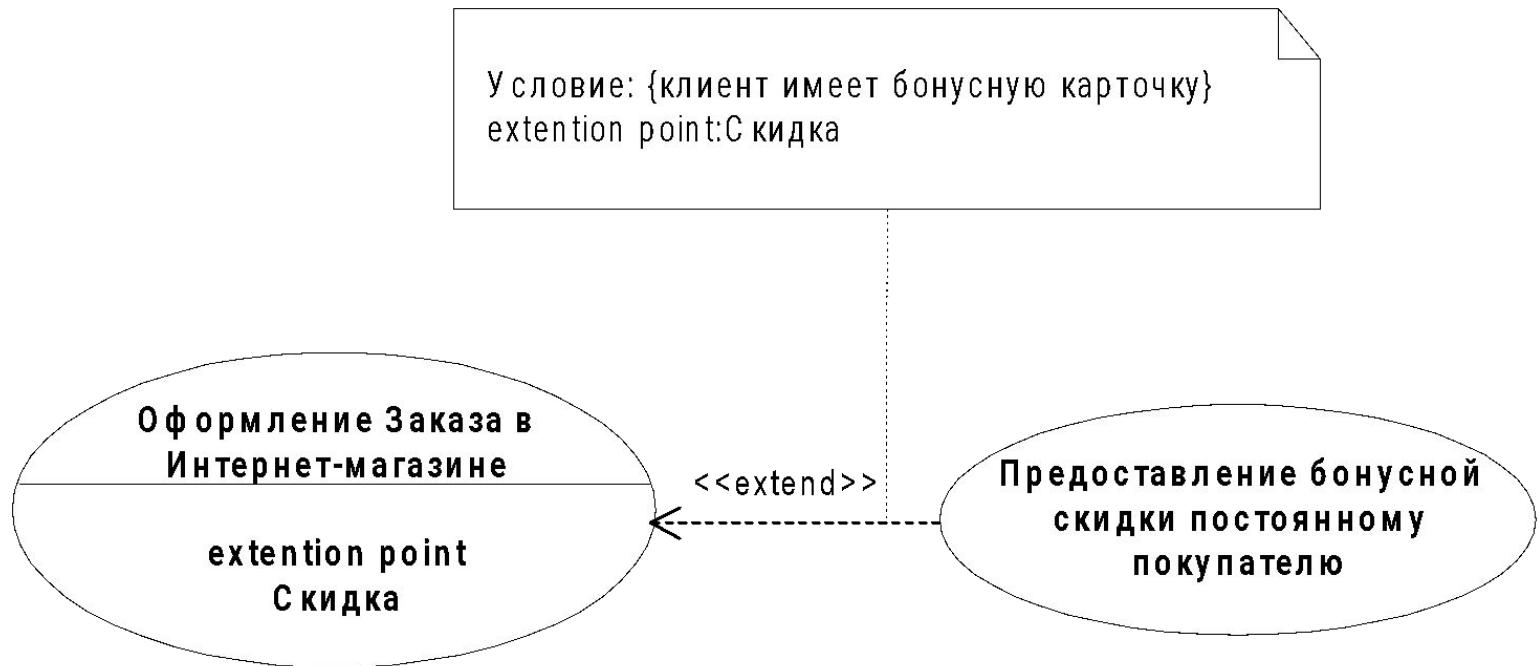 Условие: {клиент имеет бонусную карточку}
extention point:Скидка
Оформление Заказа в
Интернет-магазине
extention point
Скидка
<<extend>>
Предоставление бонусной
скидки постоянному
покупателю